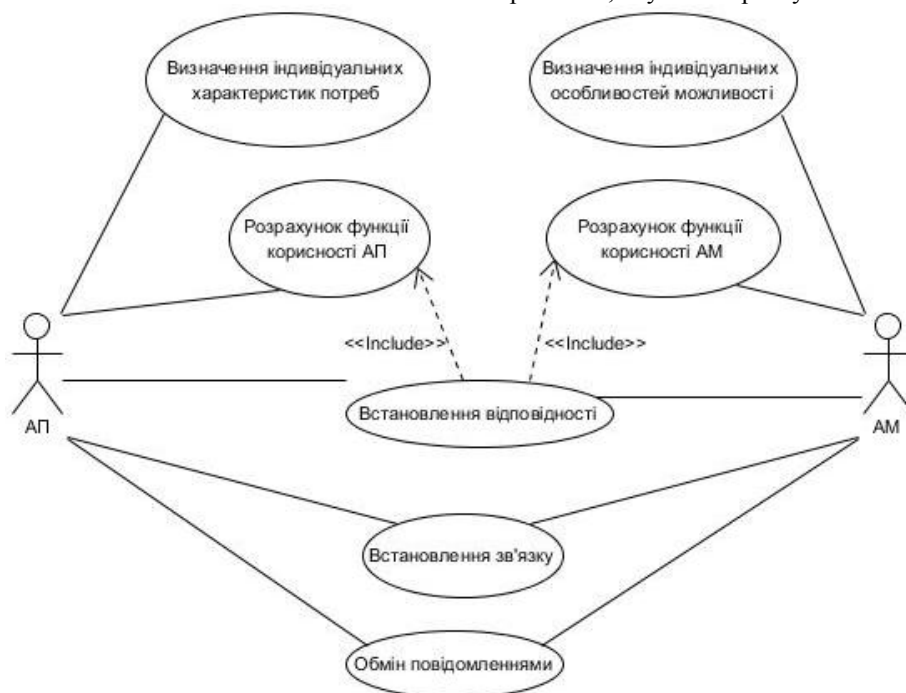 Визначення індивідуальних
характеристик потреб
Визначення індивідуальних
особливостей можливості
Розрахунок функції
корисності АП
Розрахунок функції
корисності АМ
<<Include>>
<<Include>>
Встановлення відповідності
АП
АМ
Встановлення зв'язку
Обмін повідомленнями